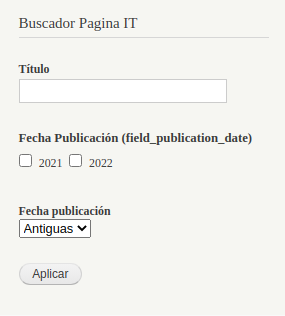 Buscador Pagina IT
Título
Fecha Publicación (field_publication_date)
2021 2022
Fecha publicación
Antiguas
Aplicar